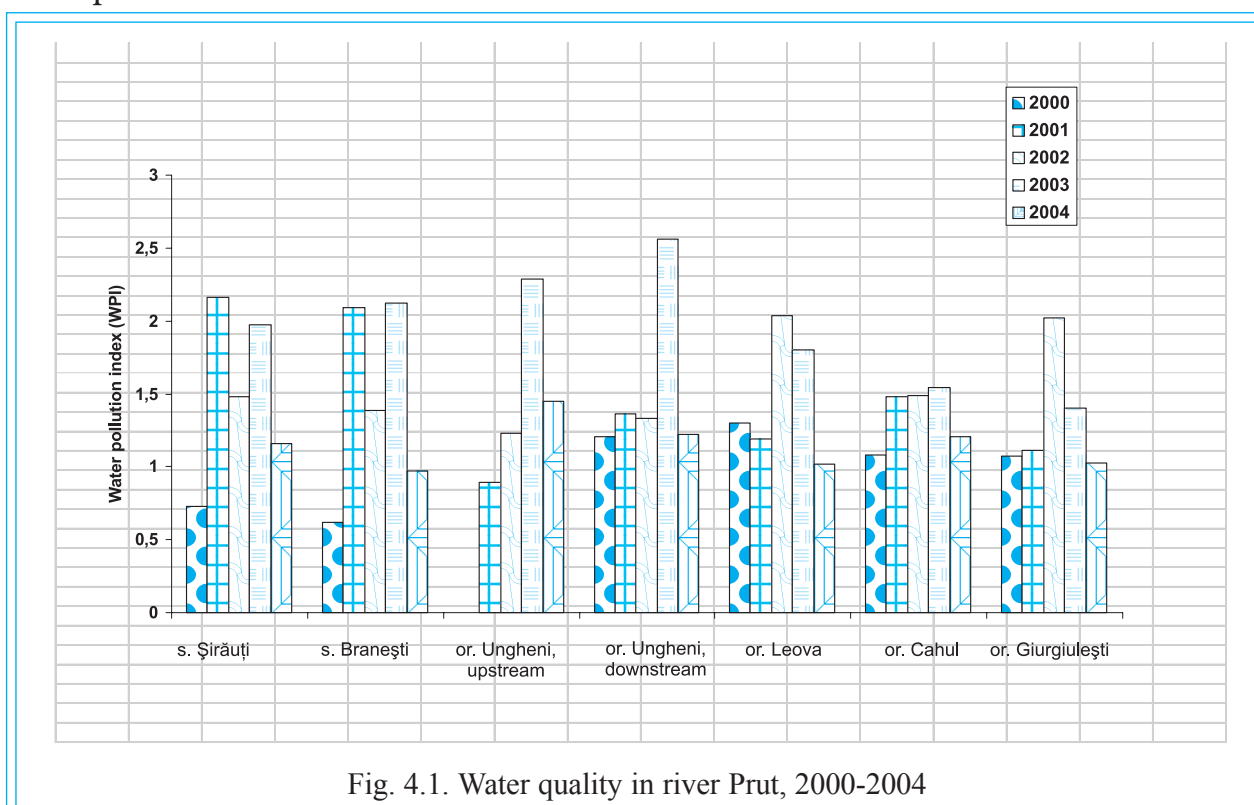 2000
2001
2002
2003
2004
Water pollution index (WPI)
3
2,5
2
1,5
1
0,5
0
s. Şirăuţi
s. Braneşti
or. Ungheni,
upstream
or. Ungheni,
downstream
or. Leova
or. Cahul
or. Giurgiuleşti
Fig. 4.1. Water quality in river Prut, 2000-2004